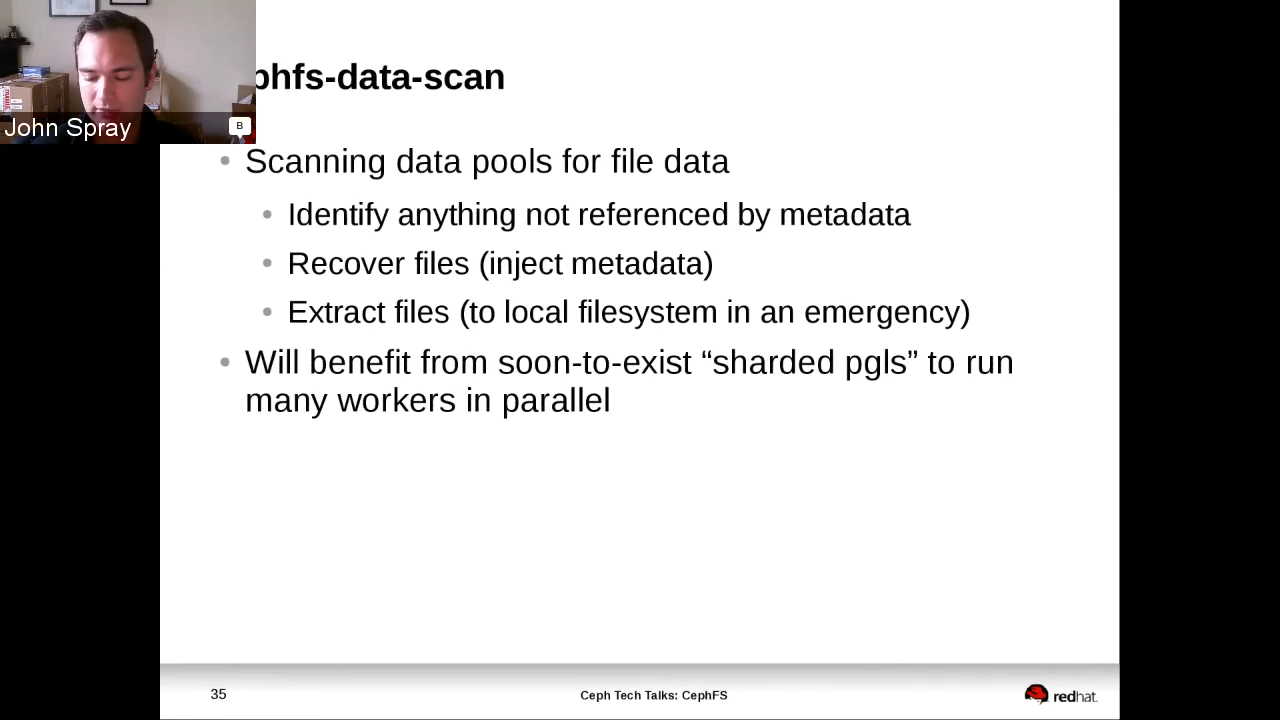 phfs-data-scan
John Spray
B
• Scanning data pools for file data
• Identify anything not referenced by metadata
• Recover files (inject metadata)
• Extract files (to local filesystem in an emergency)
• Will benefit from soon-to-exist “sharded pgls” to run
many workers in parallel
35
Ceph Tech Talks: CephFS
redhat.